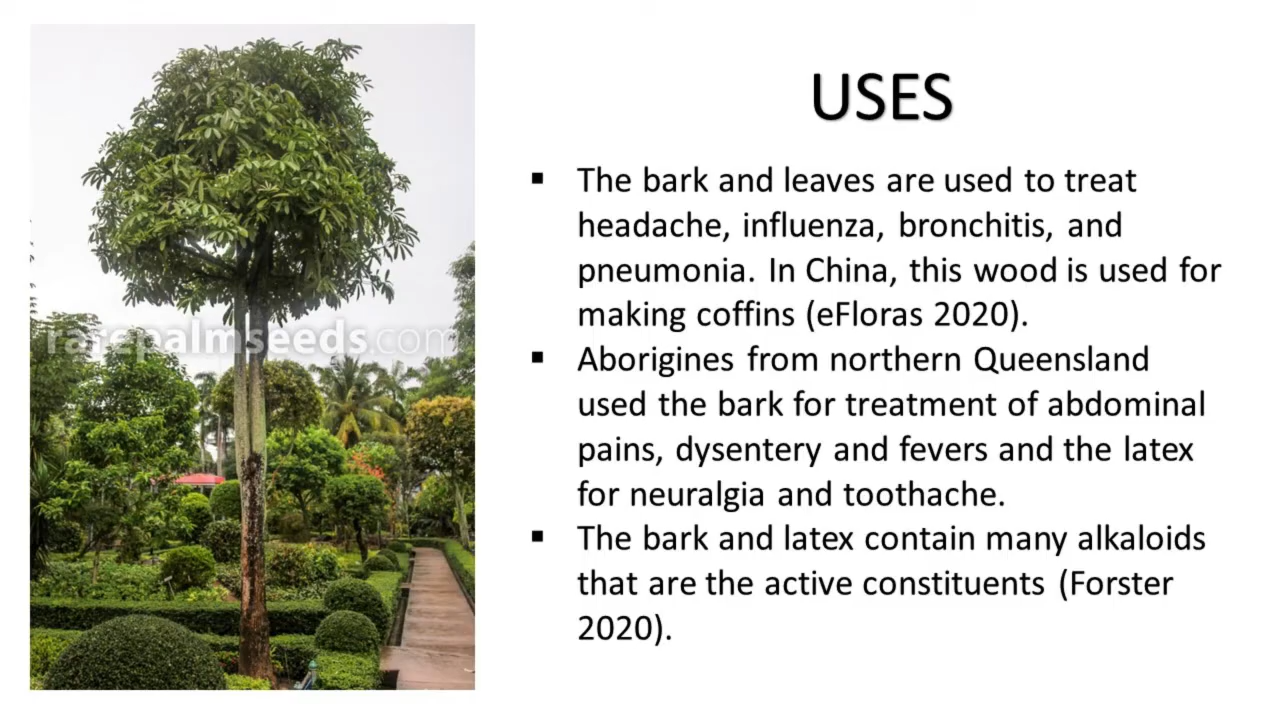 USES
▪ The bark and leaves are used to treat
headache, influenza, bronchitis, and
pneumonia. In China, this wood is used for
making coffins (eFloras 2020).
▪ Aborigines from northern Queensland
used the bark for treatment of abdominal
pains, dysentery and fevers and the latex
for neuralgia and toothache.
▪ The bark and latex contain many alkaloids
that are the active constituents (Forster
2020).
rarepalmseeds.com